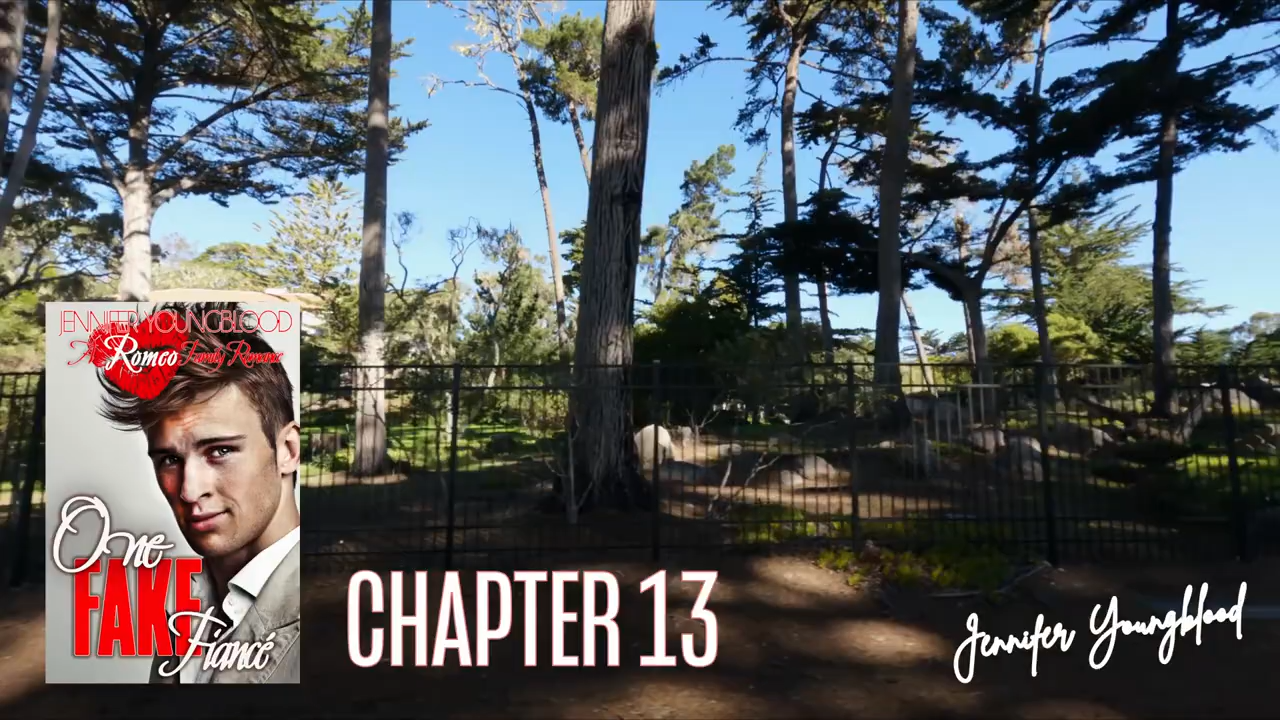 JENNIFER YOUNGBLOOD
A Romeo Family Romance
One
FAKE
Fiancé
CHAPTER 13
Jennifer Youngblood